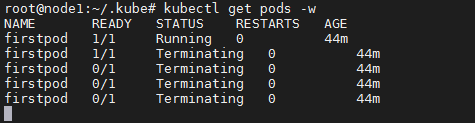 root@node1:~/.kube# kubectl get pods -w
NAME       READY   STATUS    RESTARTS   AGE
firstpod   1/1     Running   0          44m
firstpod   1/1     Terminating   0          44m
firstpod   0/1     Terminating   0          44m
firstpod   0/1     Terminating   0          44m
firstpod   0/1     Terminating   0          44m